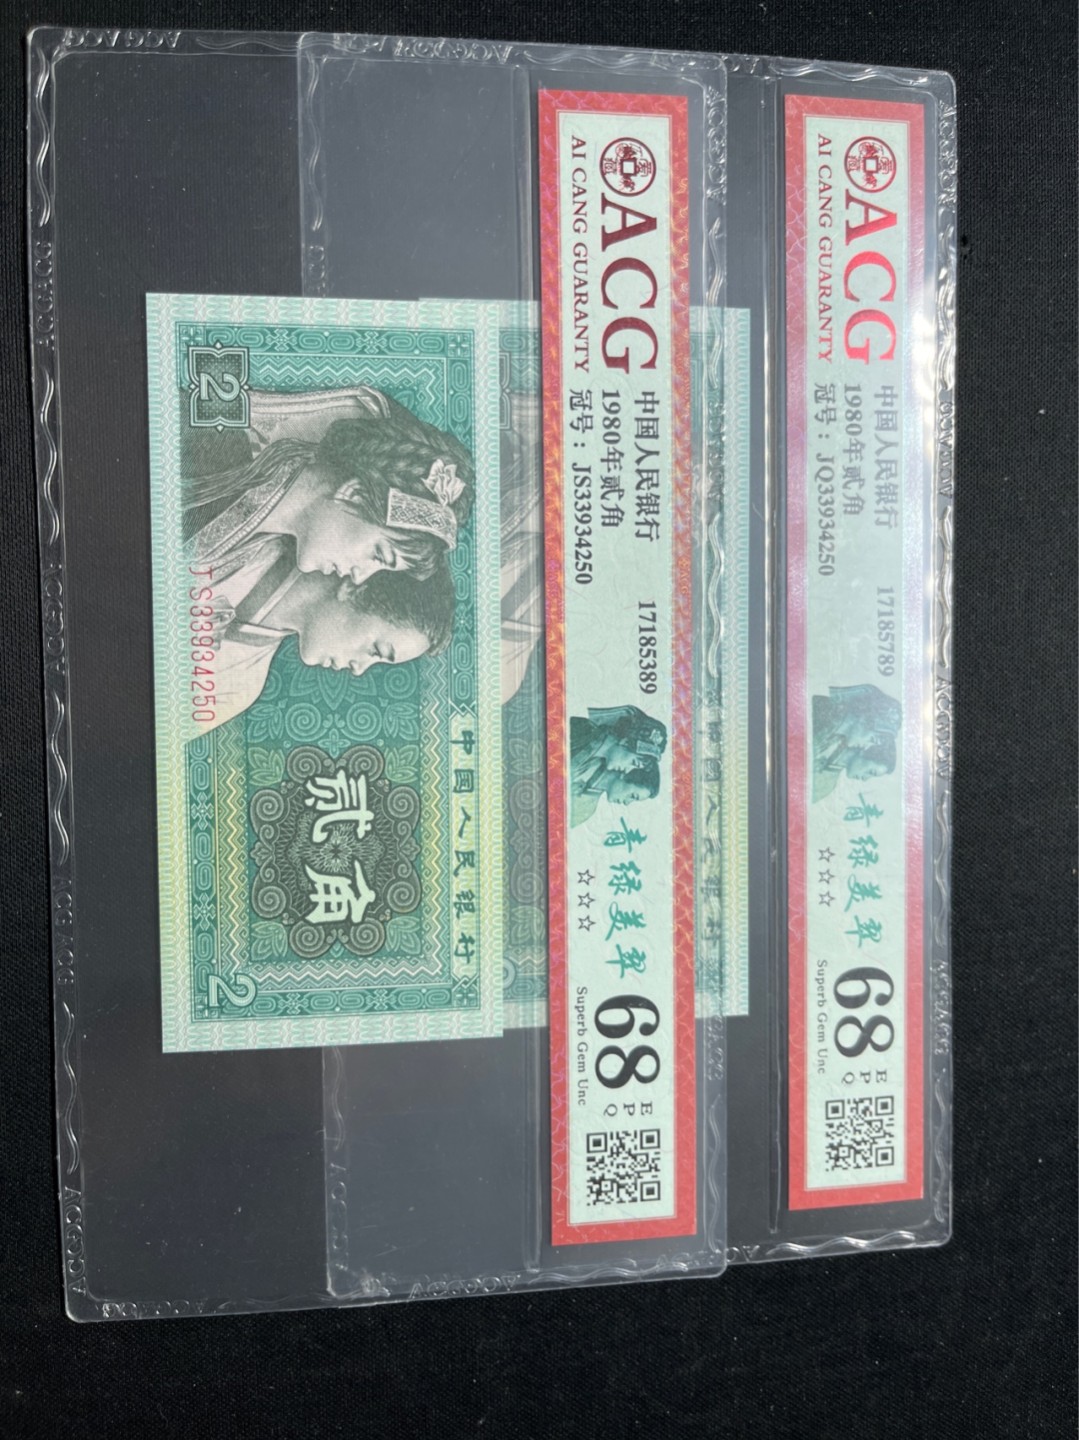 ACG
AI CANG GUARANTY
中国人民银行 17185789
1980年贰角
冠号：JQ33934250
青绿美翠
☆☆☆
68
EPQ
Superb Gem Unc
ACG
AI CANG GUARANTY
中国人民银行 17185389
1980年贰角
冠号：JS33934250
青绿美翠
☆☆☆
68
EPQ
Superb Gem Unc
中国人民银行
2
贰角
JS33934250
2